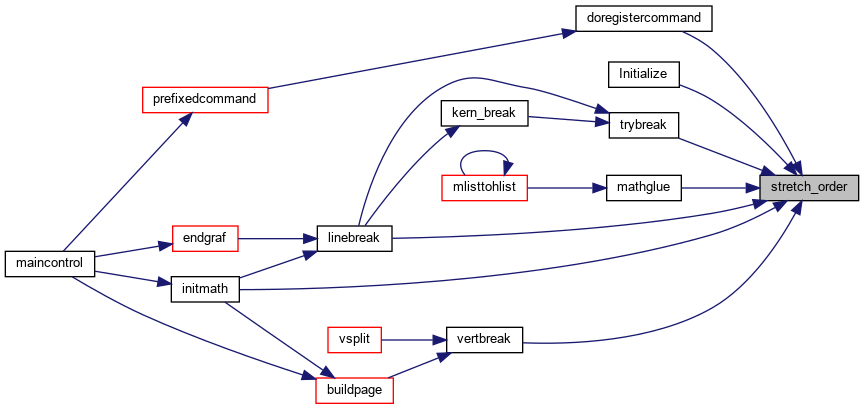 doregistercommand
Initialize
prefixedcommand
kern_break
trybreak
mlisttohlist
mathglue
stretch_order
endgraf
linebreak
maincontrol
initmath
vsplit
vertbreak
buildpage